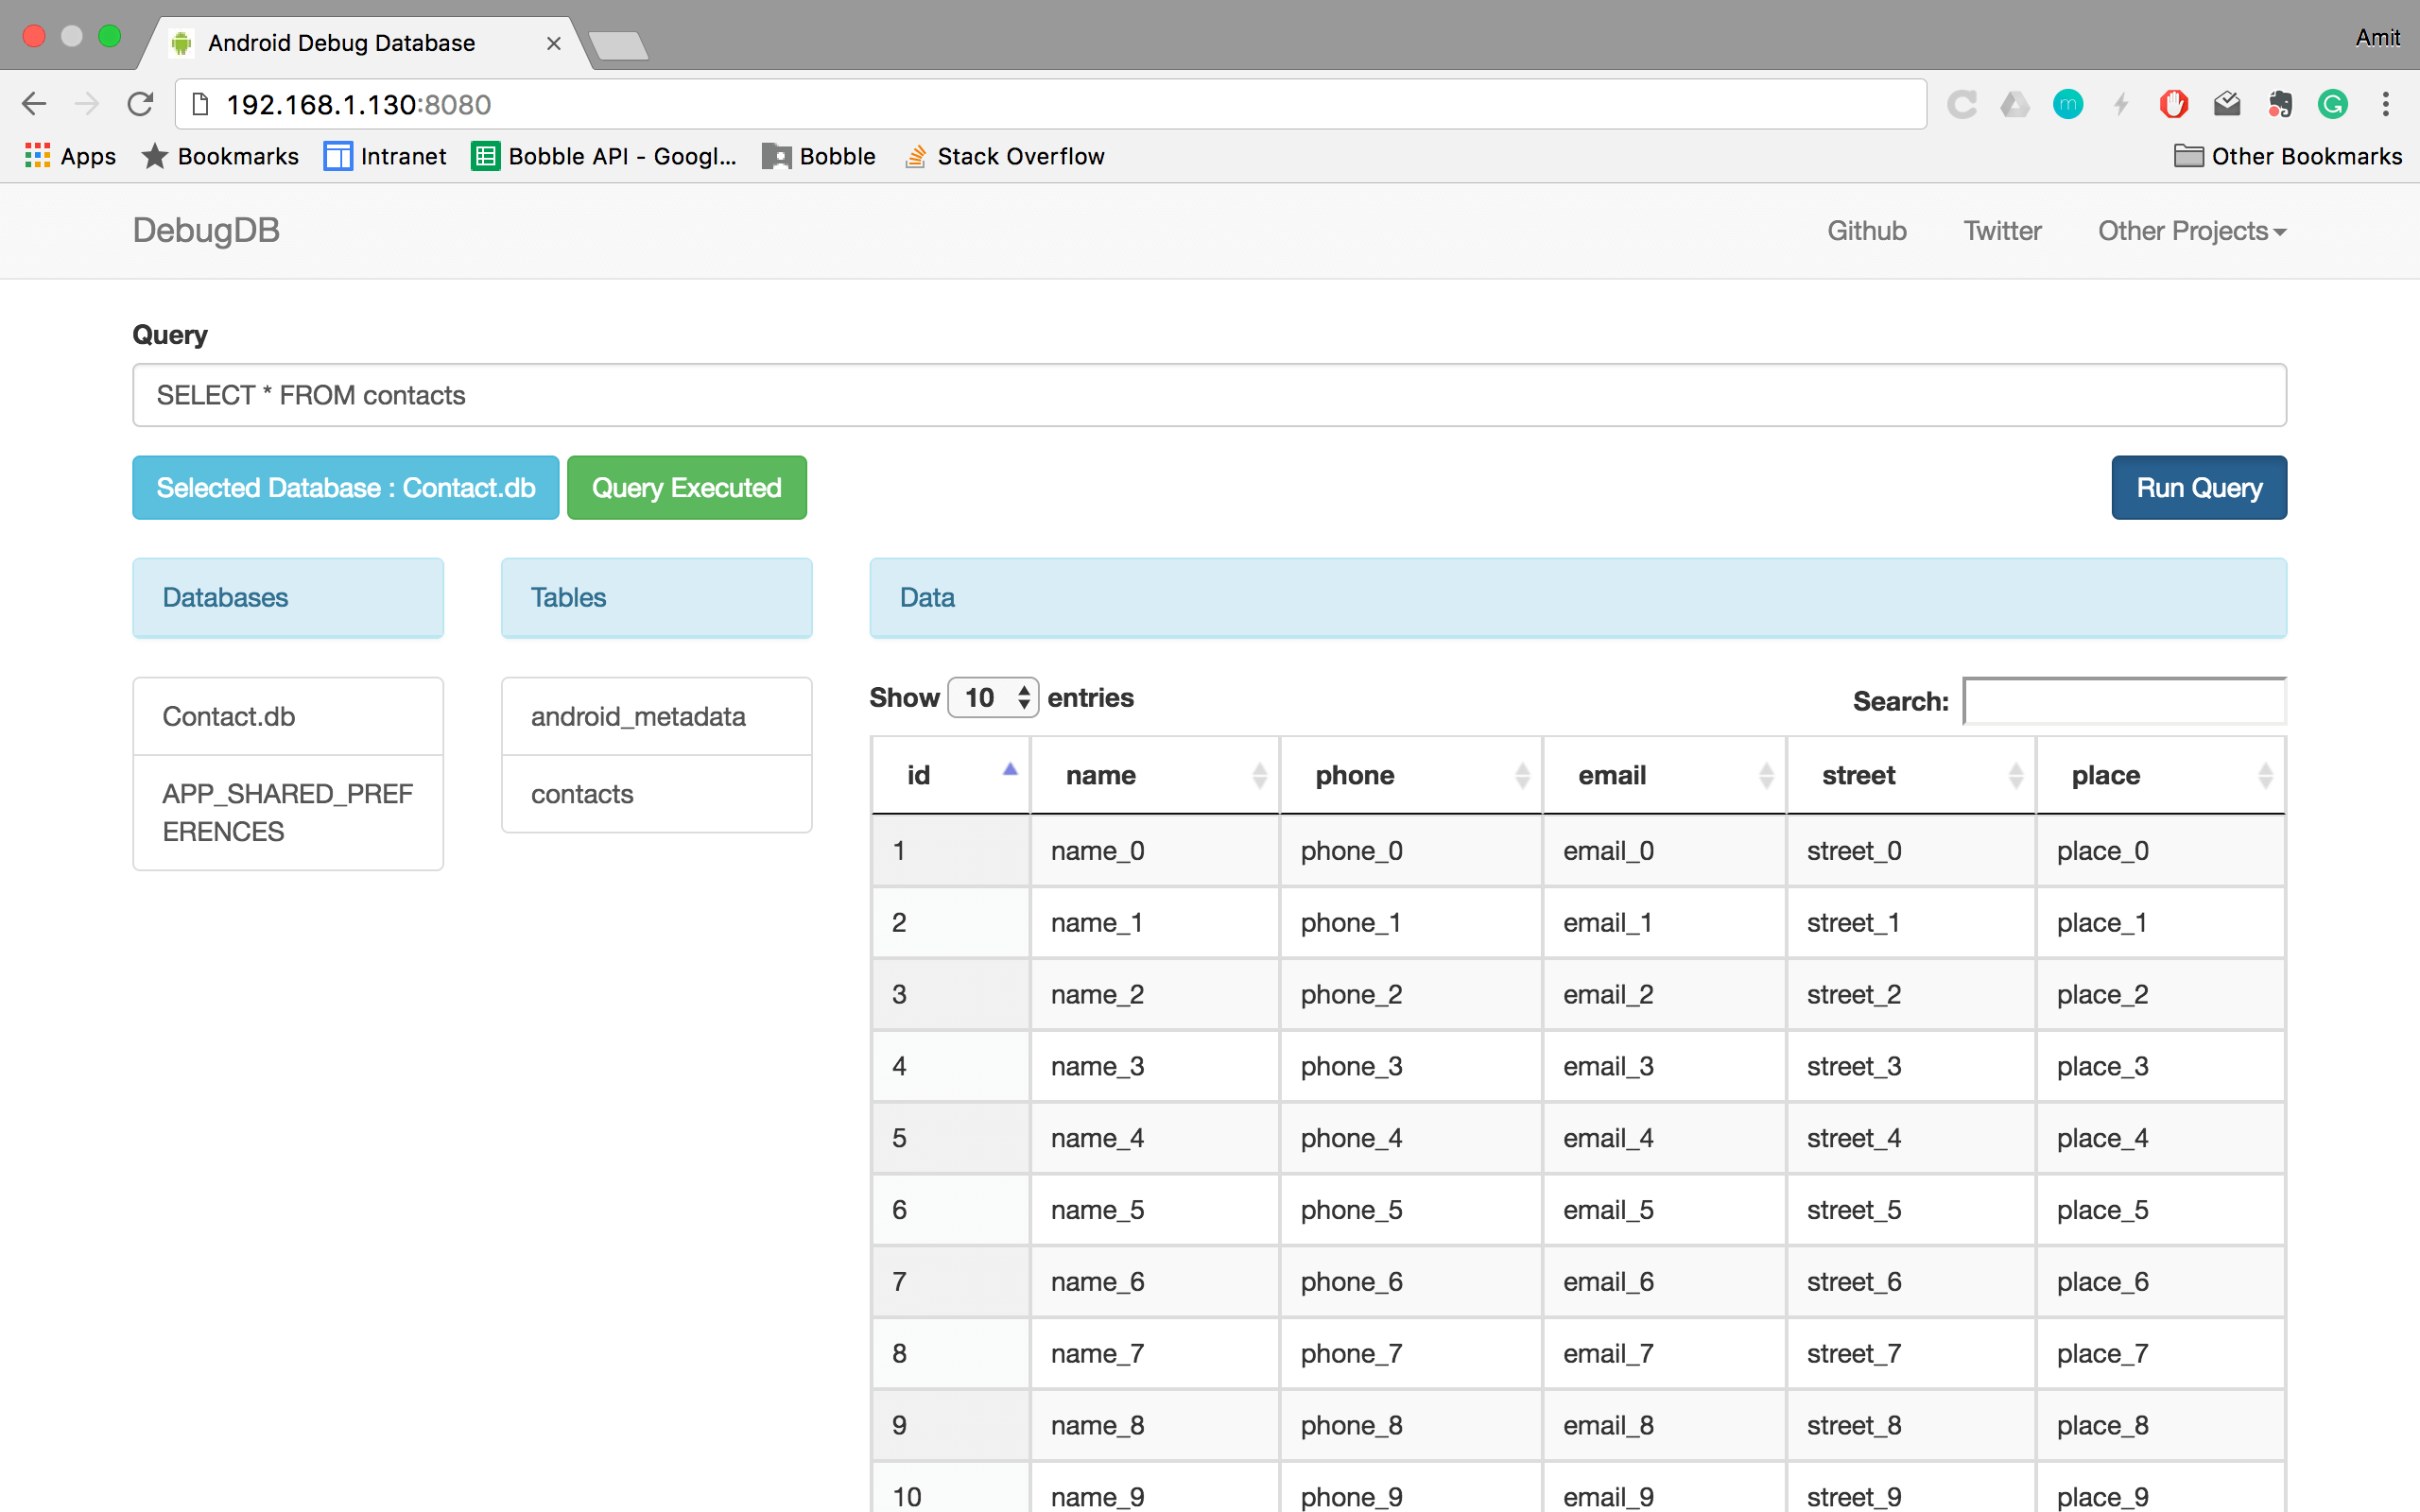 Android Debug Database
Amit
192.168.1.130:8080
Apps Bookmarks Intranet Bobble API - Googl... Bobble Stack Overflow Other Bookmarks
DebugDB Github Twitter Other Projects
Query
SELECT * FROM contacts
Selected Database : Contact.db Query Executed Run Query
Databases Tables Data
Contact.db
APP_SHARED_PREF
ERENCES
android_metadata
contacts
Show 10 entries Search:
id name phone email street place
1 name_0 phone_0 email_0 street_0 place_0
2 name_1 phone_1 email_1 street_1 place_1
3 name_2 phone_2 email_2 street_2 place_2
4 name_3 phone_3 email_3 street_3 place_3
5 name_4 phone_4 email_4 street_4 place_4
6 name_5 phone_5 email_5 street_5 place_5
7 name_6 phone_6 email_6 street_6 place_6
8 name_7 phone_7 email_7 street_7 place_7
9 name_8 phone_8 email_8 street_8 place_8
10 name_9 phone_9 email_9 street_9 place_9